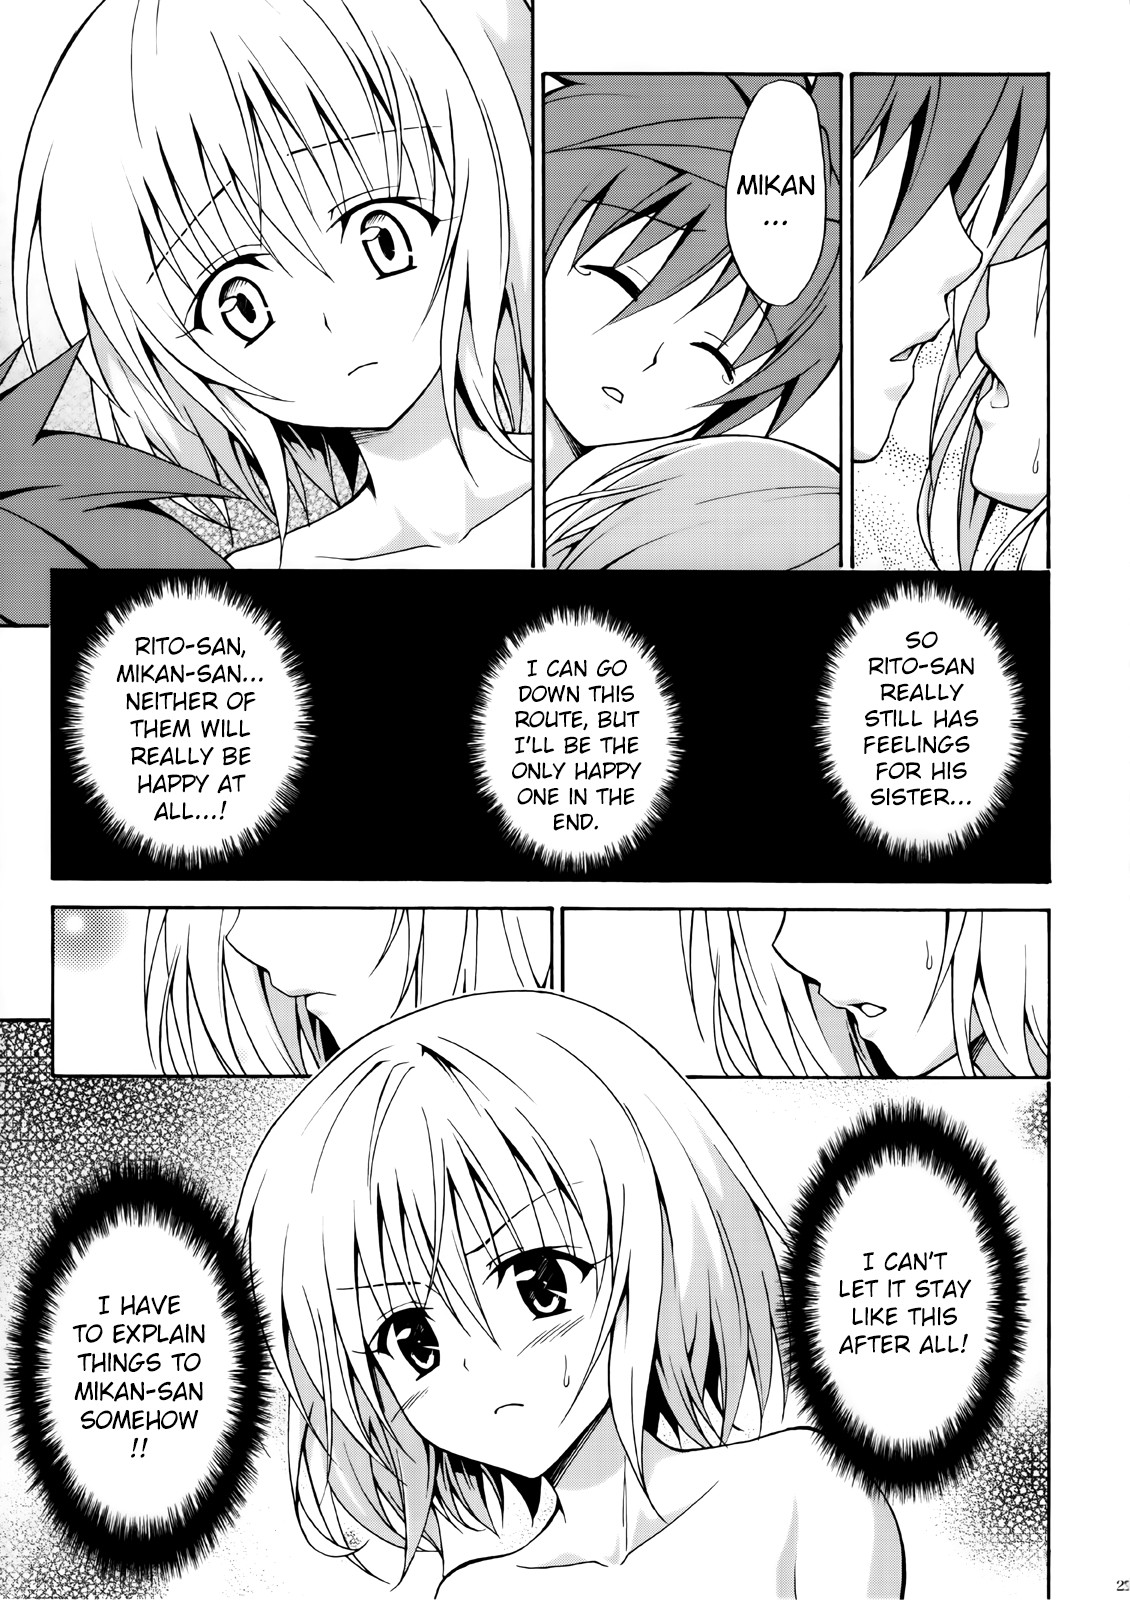 MIKAN
...
SO
RITO-SAN
REALLY
STILL HAS
FEELINGS
FOR HIS
SISTER...
I CAN GO
DOWN THIS
ROUTE, BUT
I'LL BE THE
ONLY HAPPY
ONE IN THE
END.
RITO-SAN,
MIKAN-SAN...
NEITHER OF
THEM WILL
REALLY BE
HAPPY AT
ALL...!
I CAN'T
LET IT STAY
LIKE THIS
AFTER ALL!
I HAVE
TO EXPLAIN
THINGS TO
MIKAN-SAN
SOMEHOW
!!